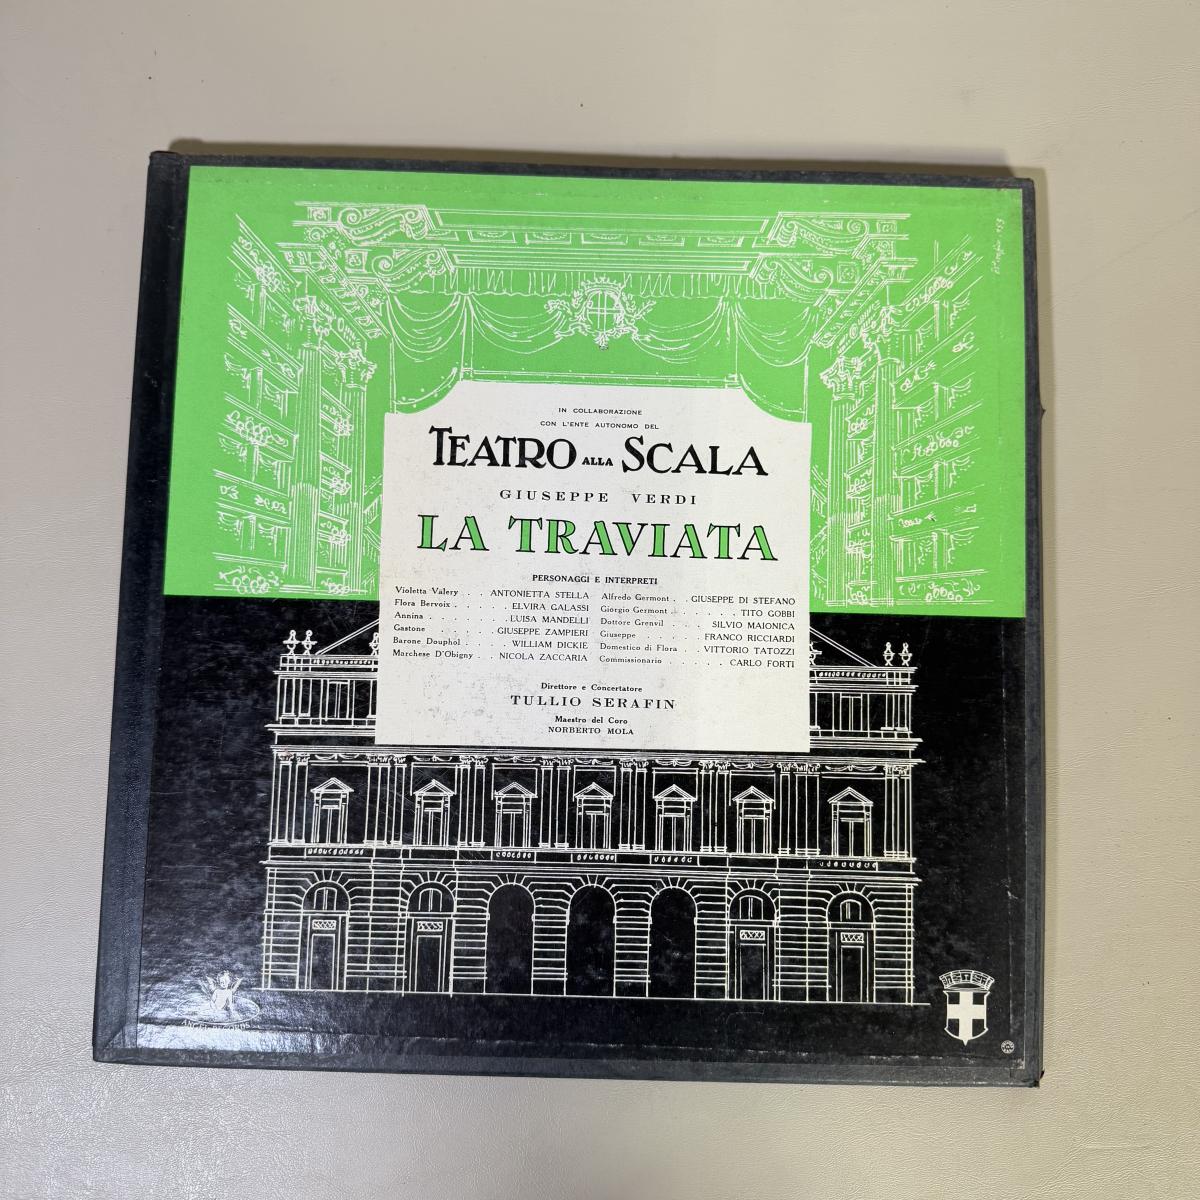 IN COLLABORAZIONE
CON L'ENTE AUTONOMO DEL
TEATRO ALLA SCALA
GIUSEPPE VERDI
LA TRAVIATA
PERSONAGGI E INTERPRETI
Violetta Valery . . . ANTONIETTA STELLA
Flora Bervoix . . . . . . ELVIRA GALASSI
Annina . . . . . . . . LUISA MANDELLI
Gastone . . . . . . GIUSEPPE ZAMPIERI
Barone Douphol . . . . WILLIAM DICKIE
Marchese D'Obigny . . . NICOLA ZACCARIA
Alfredo Germont . . GIUSEPPE DI STEFANO
Giorgio Germont . . . . . . . TITO GOBBI
Dottore Grenvil . . . . SILVIO MAIONICA
Giuseppe . . . . . . FRANCO RICCIARDI
Domestico di Flora . . . VITTORIO TATOZZI
Commissionario . . . . . . CARLO FORTI
Direttore e Concertatore
TULLIO SERAFIN
Maestro del Coro
NORBERTO MOLA
ANGEL RECORDS